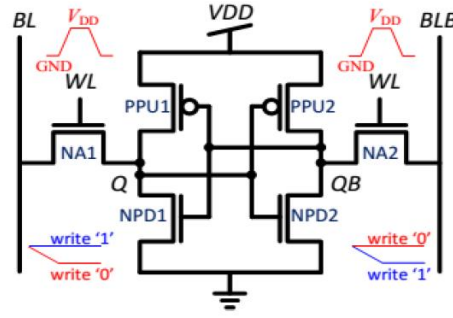 BL VDD BLB
VDD VDD
GND GND
WL PPU1 PPU2 WL
NA1 NA2
Q QB
NPD1 NPD2
write ‘1’ write ‘0’
write ‘0’ write ‘1’